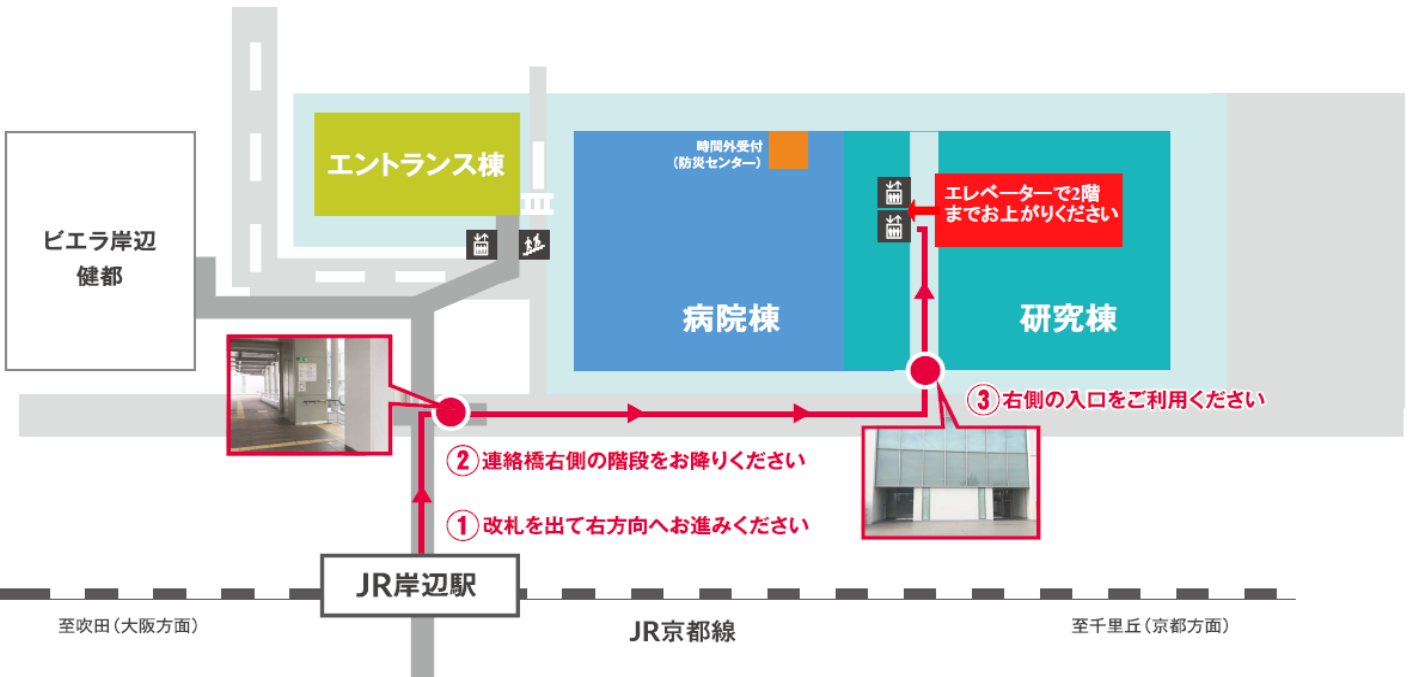 エントランス棟
時間外受付
（防災センター）
エレベーターで2階
までお上がりください
ビエラ岸辺
健都
病院棟
研究棟
③右側の入口をご利用ください
②連絡橋右側の階段をお降りください
①改札を出て右方向へお進みください
JR岸辺駅
至吹田（大阪方面）
JR京都線
至千里丘（京都方面）